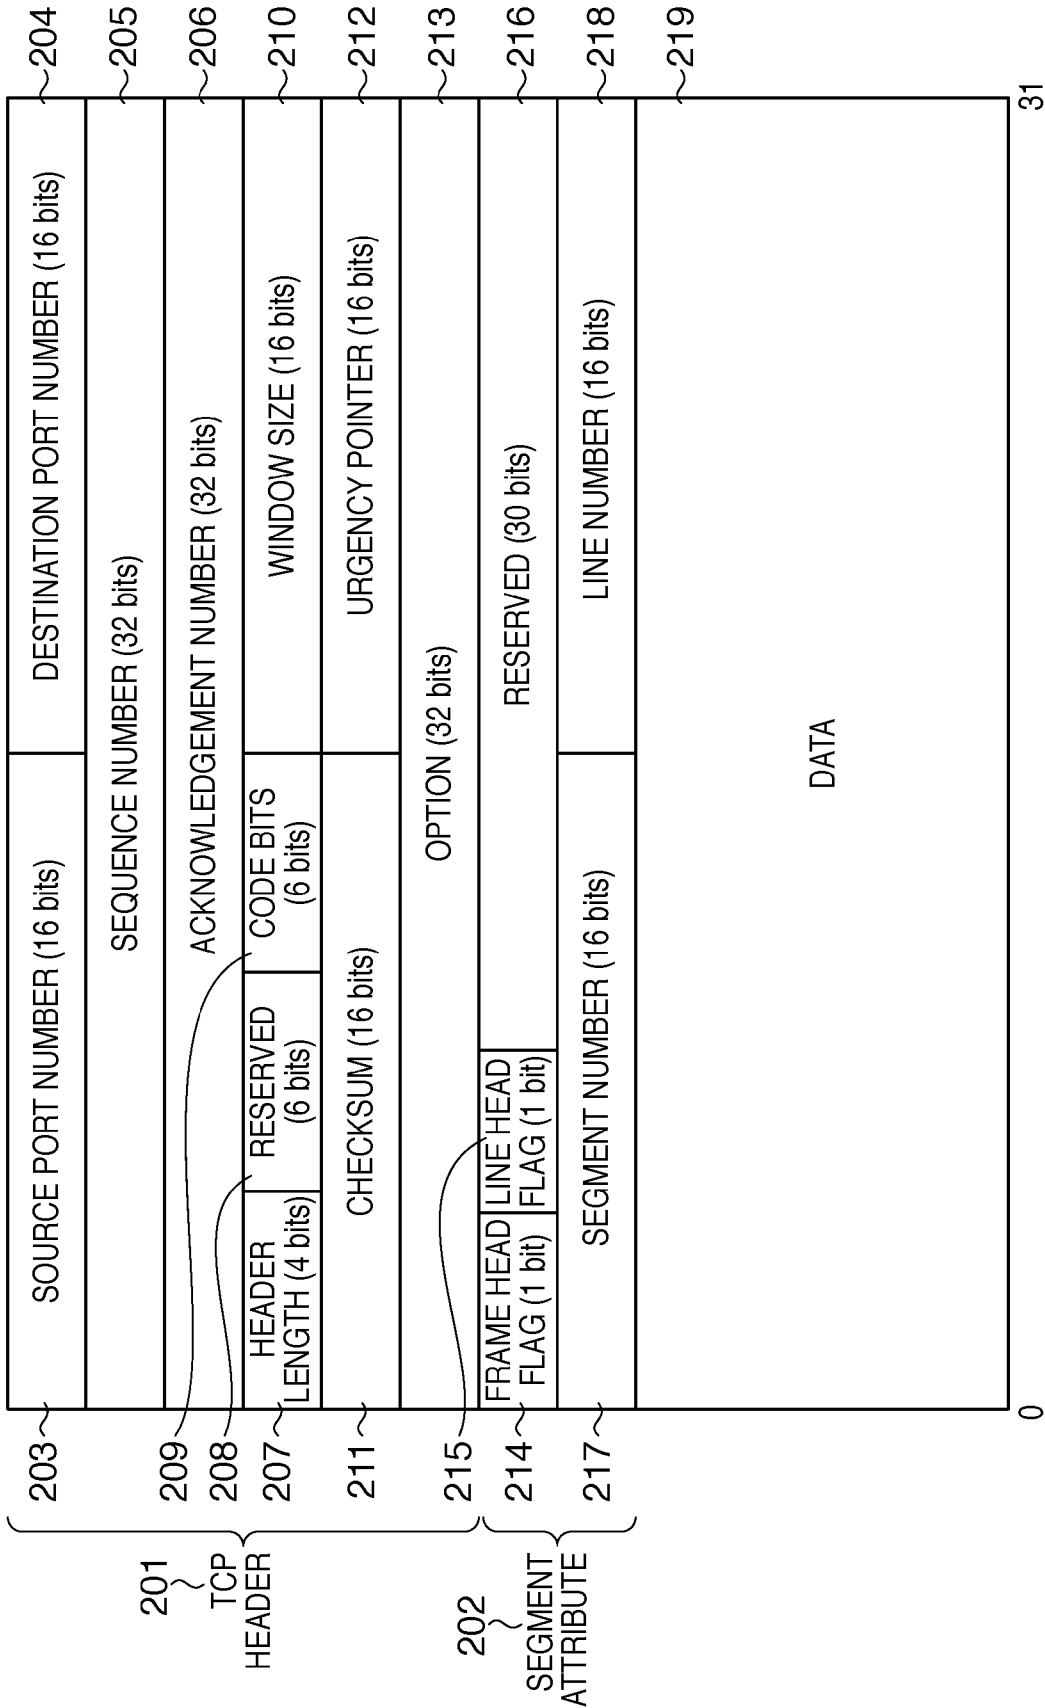 201
TCP
HEADER
203
SOURCE PORT NUMBER (16 bits)
DESTINATION PORT NUMBER (16 bits)
204
SEQUENCE NUMBER (32 bits)
205
209
ACKNOWLEDGEMENT NUMBER (32 bits)
206
208
207
HEADER
LENGTH (4 bits)
RESERVED
(6 bits)
CODE BITS
(6 bits)
WINDOW SIZE (16 bits)
210
211
CHECKSUM (16 bits)
URGENCY POINTER (16 bits)
212
215
OPTION (32 bits)
213
202
SEGMENT
ATTRIBUTE
214
FRAME HEAD
FLAG (1 bit)
LINE HEAD
FLAG (1 bit)
RESERVED (30 bits)
216
217
SEGMENT NUMBER (16 bits)
LINE NUMBER (16 bits)
218
DATA
219
0
31